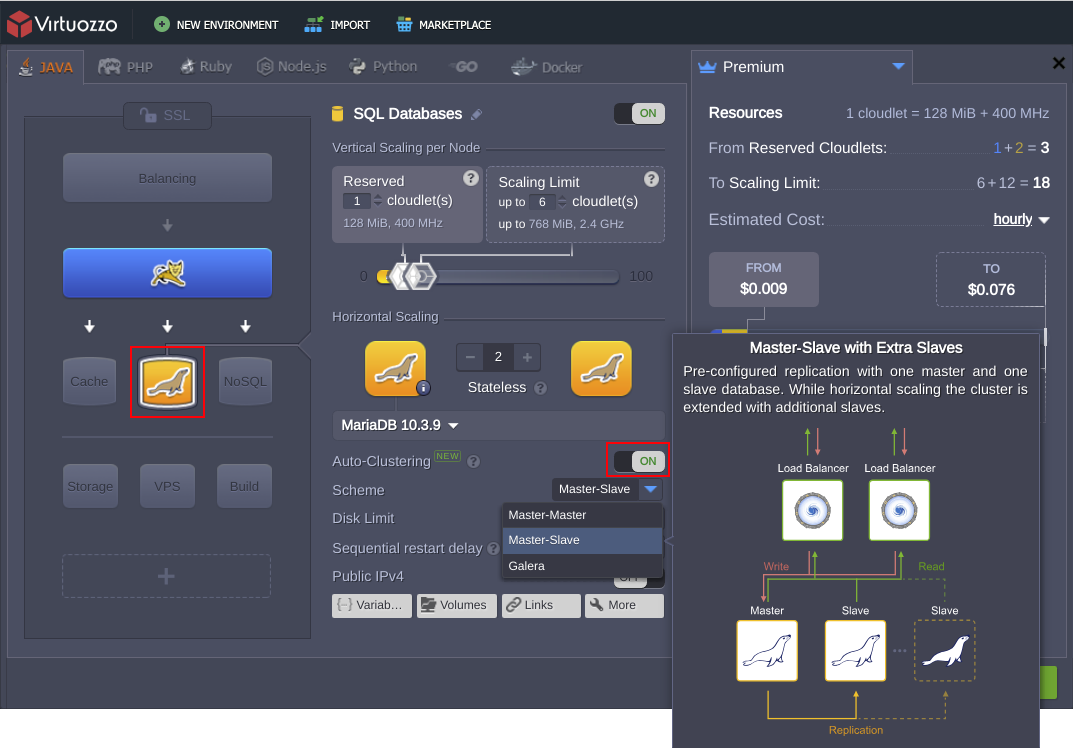 Virtuozzo
NEW ENVIRONMENT
IMPORT
MARKETPLACE
JAVA
PHP
Ruby
Node.js
Python
GO
Docker
SSL
Balancing
Cache
NoSQL
Storage
VPS
Build
SQL Databases
ON
Vertical Scaling per Node
Reserved
1 cloudlet(s)
128 MiB, 400 MHz
Scaling Limit
up to 6 cloudlet(s)
up to 768 MiB, 2.4 GHz
0
100
Horizontal Scaling
2
Stateless
MariaDB 10.3.9
Auto-Clustering NEW
ON
Scheme
Master-Slave
Master-Master
Master-Slave
Galera
Disk Limit
Sequential restart delay
Public IPv4
OFF
Variab...
Volumes
Links
More
Premium
Resources
1 cloudlet = 128 MiB + 400 MHz
From Reserved Cloudlets: 1+2 = 3
To Scaling Limit: 6+12 = 18
Estimated Cost: hourly
FROM
$0.009
TO
$0.076
Master-Slave with Extra Slaves
Pre-configured replication with one master and one
slave database. While horizontal scaling the cluster is
extended with additional slaves.
Load Balancer Load Balancer
Write
Read
Master
Slave
Slave
Replication